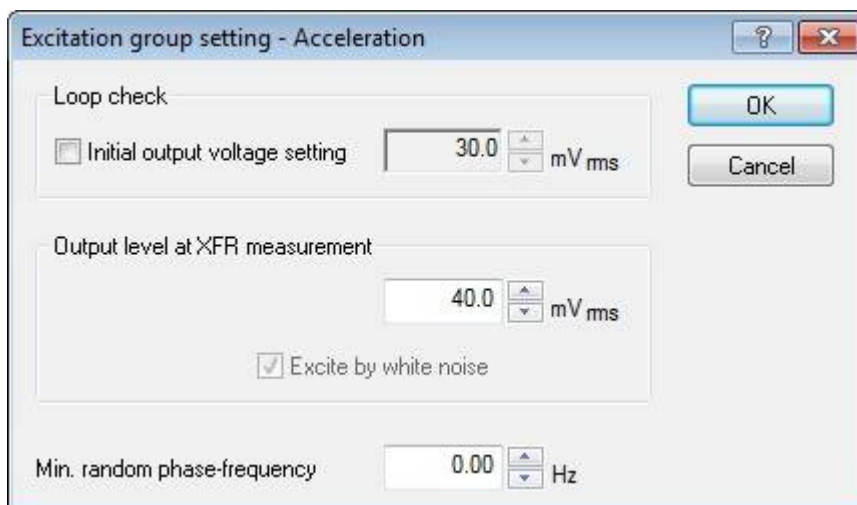 Excitation group setting - Acceleration
Loop check
Initial output voltage setting 30.0 mV rms
OK
Cancel
Output level at XFR measurement
40.0 mV rms
Excite by white noise
Min. random phase-frequency 0.00 Hz